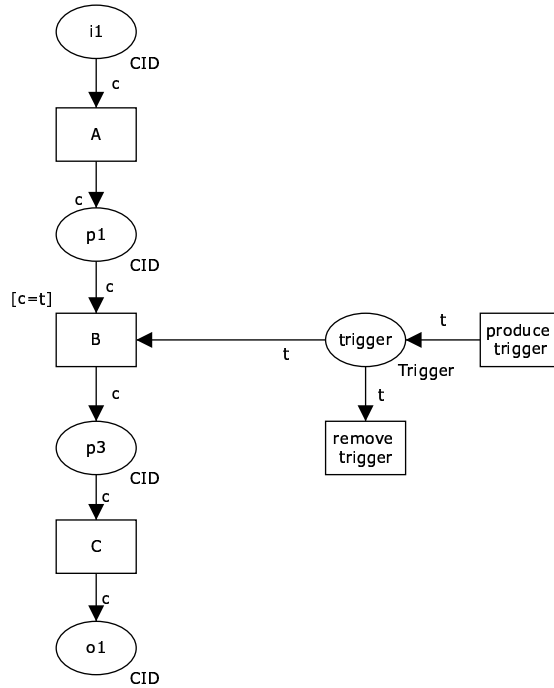 i1
CID
c
A
c
p1
CID
c
[c=t]
B
t
trigger
Trigger
t
produce
trigger
t
remove
trigger
c
p3
CID
c
C
c
o1
CID